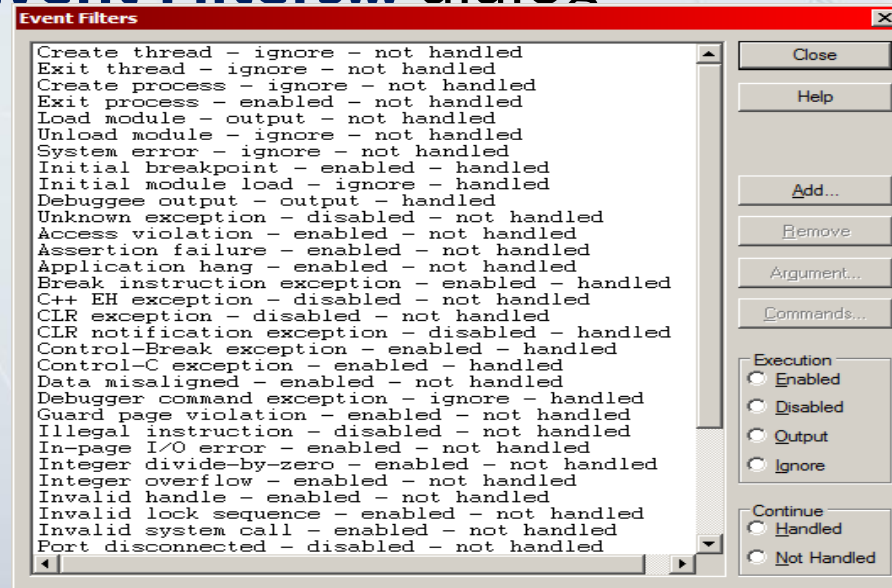 Event Filters
Create thread – ignore – not handled
Exit thread – ignore – not handled
Create process – ignore – not handled
Exit process – enabled – not handled
Load module – output – not handled
Unload module – ignore – not handled
System error – ignore – not handled
Initial breakpoint – enabled – handled
Initial module load – ignore – handled
Debuggee output – output – handled
Unknown exception – disabled – not handled
Access violation – enabled – not handled
Assertion failure – enabled – not handled
Application hang – enabled – not handled
Break instruction exception – enabled – handled
C++ EH exception – disabled – not handled
CLR exception – disabled – not handled
CLR notification exception – disabled – handled
Control-Break exception – enabled – handled
Control-C exception – enabled – handled
Data misaligned – enabled – not handled
Debugger command exception – ignore – handled
Guard page violation – enabled – not handled
Illegal instruction – disabled – not handled
In-page I/O error – enabled – not handled
Integer divide-by-zero – enabled – not handled
Integer overflow – enabled – not handled
Invalid handle – enabled – not handled
Invalid lock sequence – enabled – not handled
Invalid system call – enabled – not handled
Port disconnected – disabled – not handled
Close
Help
Add...
Remove
Argument...
Commands...
Execution
Enabled
Disabled
Output
Ignore
Continue
Handled
Not Handled